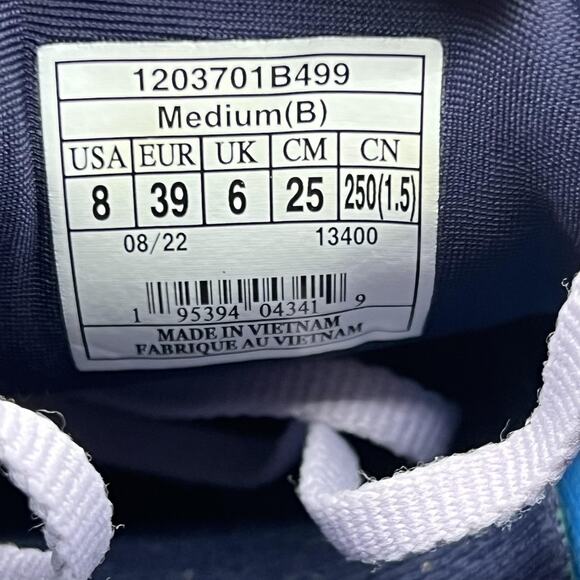 1203701B499
Medium(B)
USA EUR UK CM CN
8 39 6 25 250(1.5)
08/22 13400
1 95394 04341 9
MADE IN VIETNAM
FABRIQUE AU VIETNAM